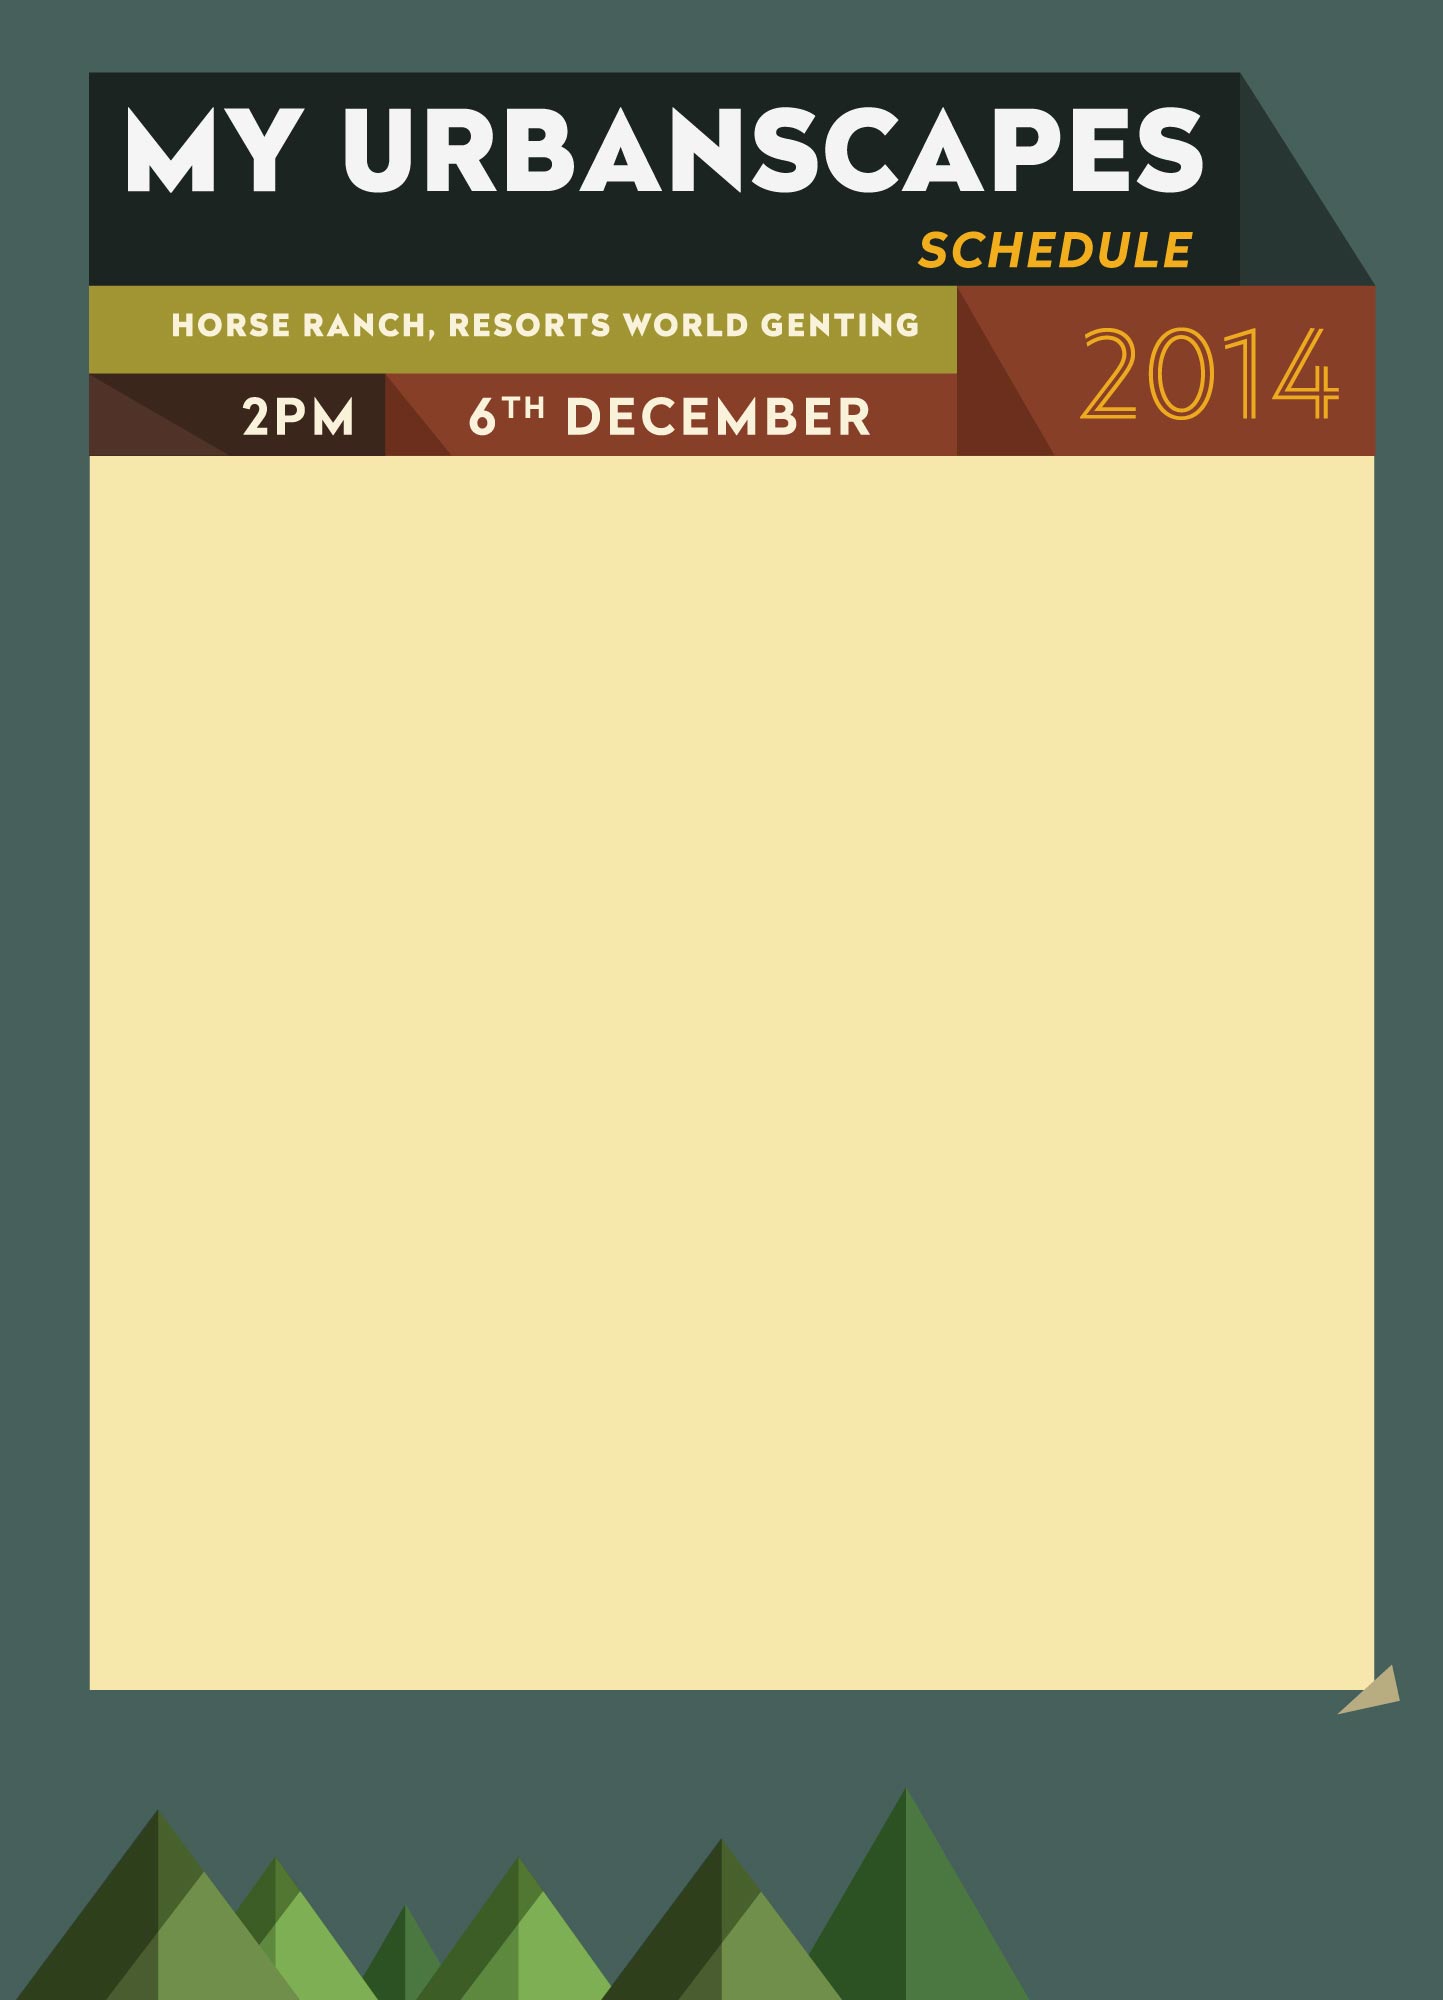 MY URBANSCAPES
SCHEDULE
HORSE RANCH, RESORTS WORLD GENTING
2014
2PM 6TH DECEMBER